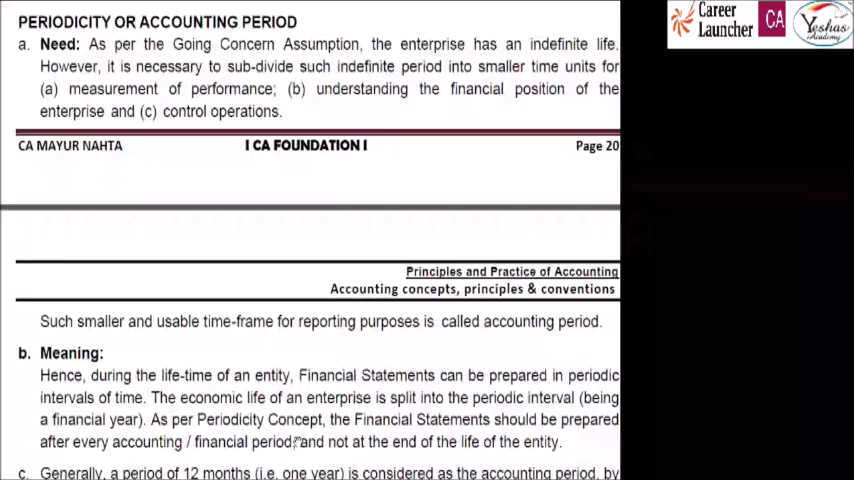 PERIODICITY OR ACCOUNTING PERIOD
a. Need: As per the Going Concern Assumption, the enterprise has an indefinite life.
However, it is necessary to sub-divide such indefinite period into smaller time units for
(a) measurement of performance; (b) understanding the financial position of the
enterprise and (c) control operations.
CA MAYUR NAHTA I CA FOUNDATION I Page 20
Principles and Practice of Accounting
Accounting concepts, principles & conventions
Such smaller and usable time-frame for reporting purposes is called accounting period.
b. Meaning:
Hence, during the life-time of an entity, Financial Statements can be prepared in periodic
intervals of time. The economic life of an enterprise is split into the periodic interval (being
a financial year). As per Periodicity Concept, the Financial Statements should be prepared
after every accounting / financial period, and not at the end of the life of the entity.
c. Generally, a period of 12 months (i.e. one year) is considered as the accounting period, by
Career
Launcher
CA
Yeshas
Academy